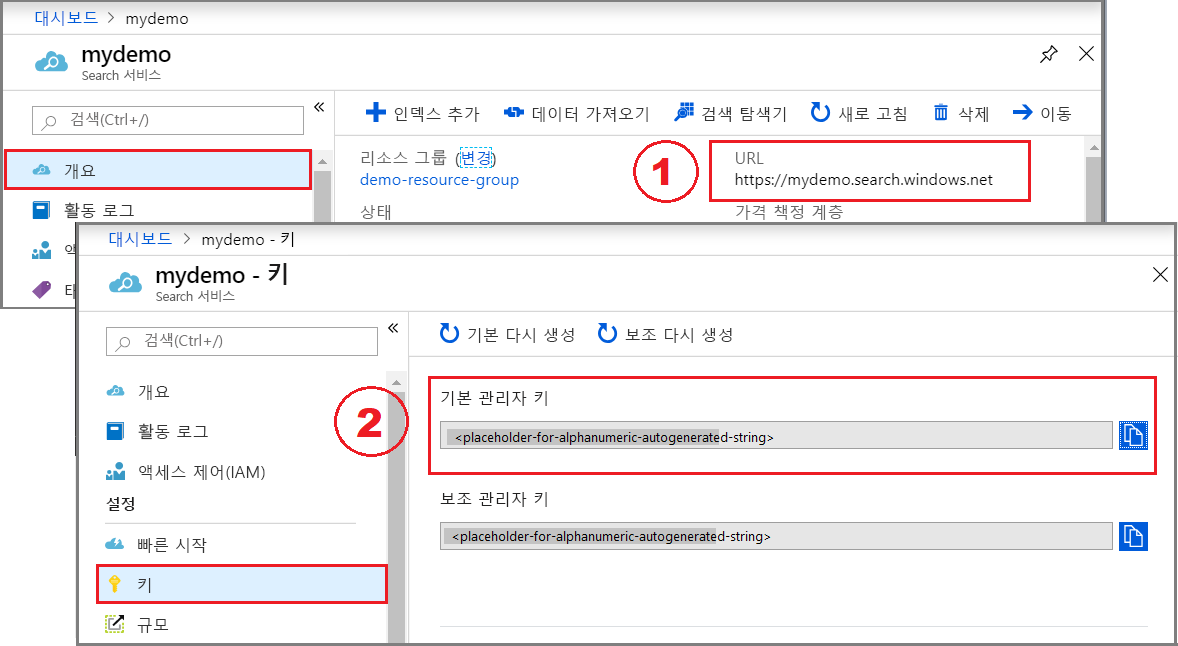 대시보드 > mydemo
mydemo
Search 서비스
검색(Ctrl+/)
«
인덱스 추가
데이터 가져오기
검색 탐색기
새로 고침
삭제
이동
개요
활동 로그
액
태
리소스 그룹 (변경)
demo-resource-group
상태
1
URL
https://mydemo.search.windows.net
가격 책정 계층
대시보드 > mydemo - 키
mydemo - 키
Search 서비스
검색(Ctrl+/)
«
기본 다시 생성
보조 다시 생성
개요
활동 로그
액세스 제어(IAM)
설정
빠른 시작
키
규모
2
기본 관리자 키
<placeholder-for-alphanumeric-autogenerated-string>
보조 관리자 키
<placeholder-for-alphanumeric-autogenerated-string>